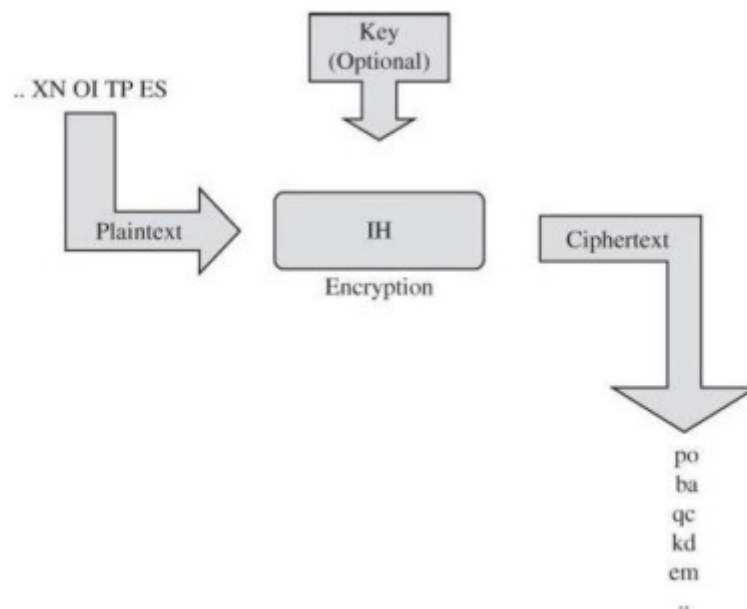 Key
(Optional)
.. XN OI TP ES
Plaintext
IH
Ciphertext
Encryption
po
ba
qc
kd
em
..